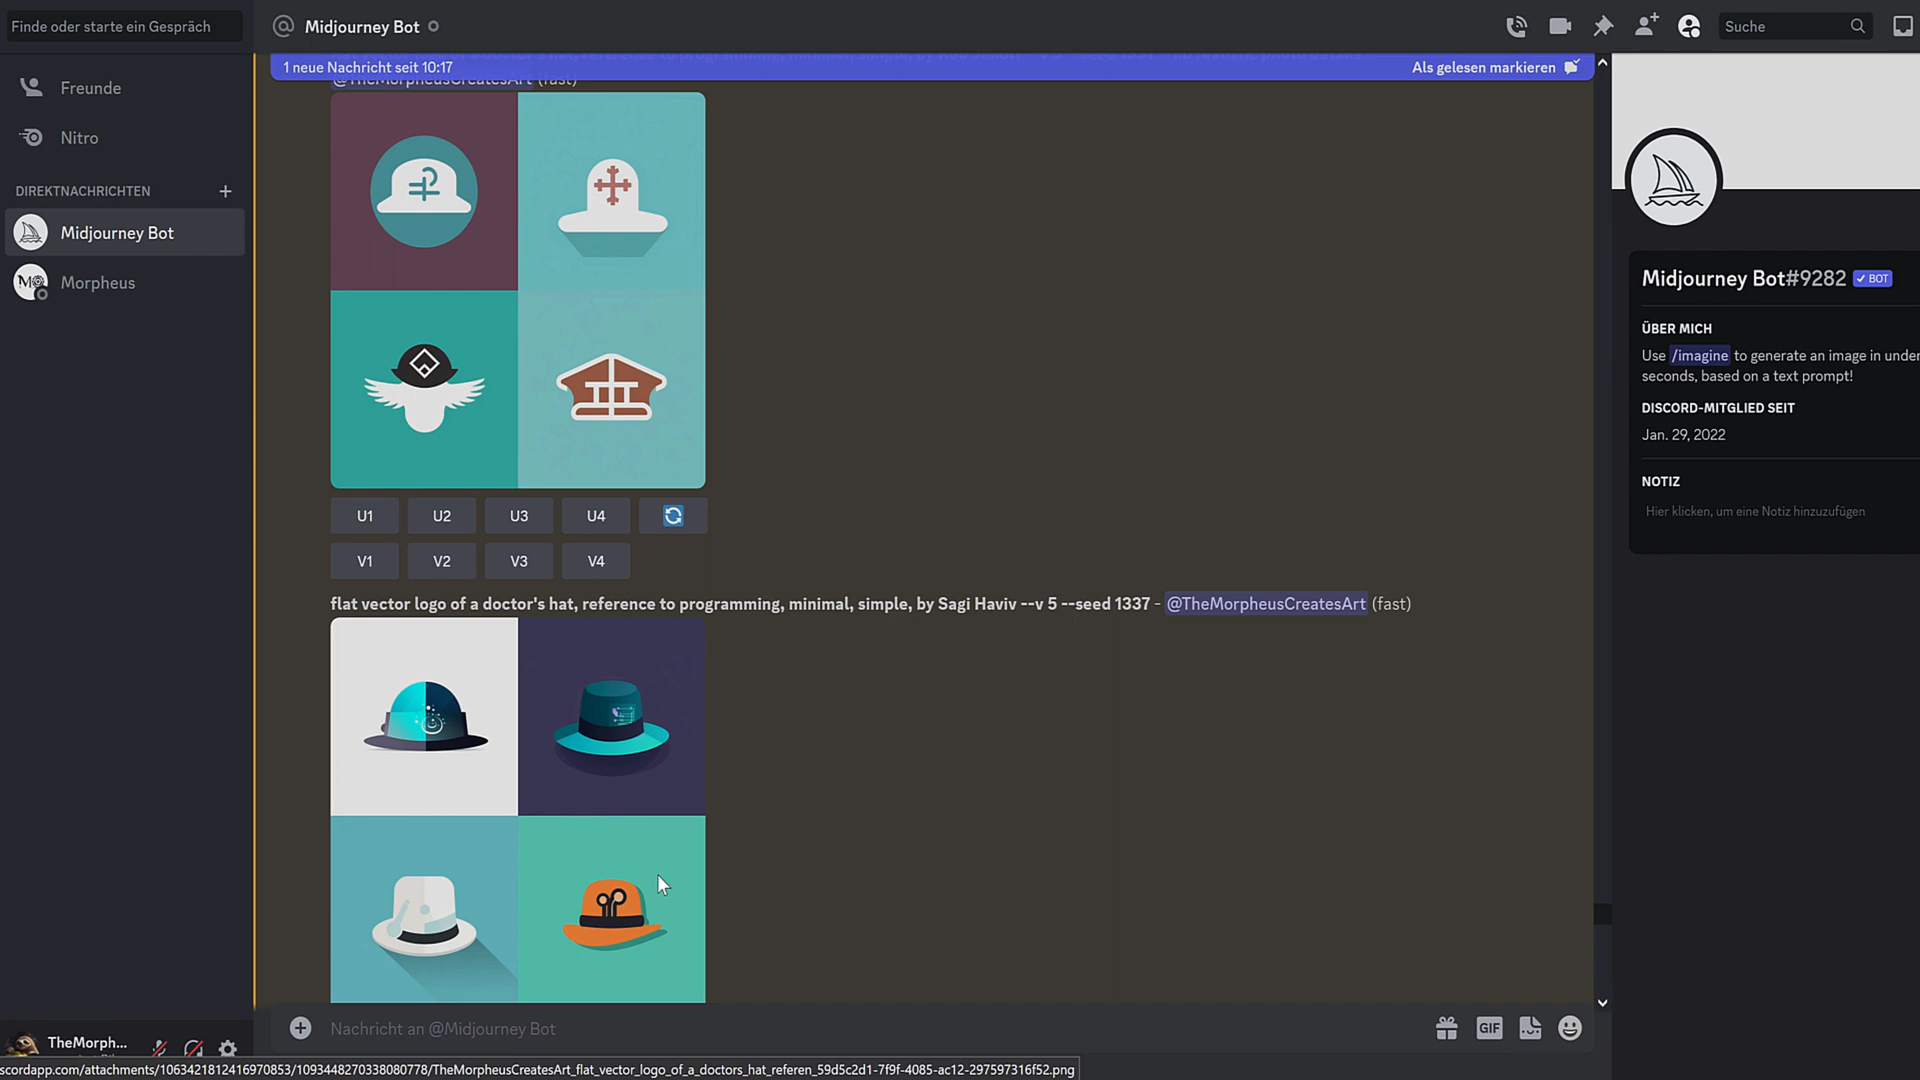 Finde oder starte ein Gespräch
Midjourney Bot
Suche
1 neue Nachricht seit 10:17
Als gelesen markieren
Freunde
Nitro
DIREKTNACHRICHTEN
Midjourney Bot
Morpheus
@TheMorpheusCreatesArt (fast)
U1 U2 U3 U4
V1 V2 V3 V4
flat vector logo of a doctor's hat, reference to programming, minimal, simple, by Sagi Haviv --v 5 --seed 1337 - @TheMorpheusCreatesArt (fast)
Midjourney Bot#9282 BOT
ÜBER MICH
Use /imagine to generate an image in under
seconds, based on a text prompt!
DISCORD-MITGLIED SEIT
Jan. 29, 2022
NOTIZ
Hier klicken, um eine Notiz hinzuzufügen
Nachricht an @Midjourney Bot
GIF
TheMorph...
scordapp.com/attachments/1063421812416970853/1093448270338080778/TheMorpheusCreatesArt_flat_vector_logo_of_a_doctors_hat_referen_59d5c2d1-7f9f-4085-ac12-297597316f52.png